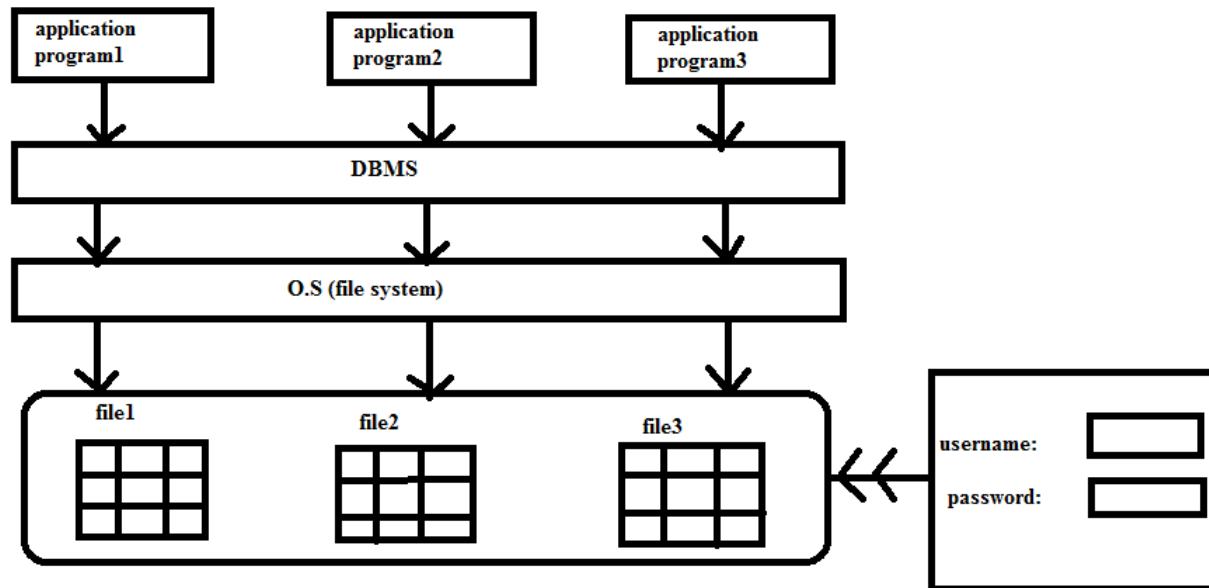 application
program1
application
program2
application
program3
DBMS
O.S (file system)
file1
file2
file3
username:
password: